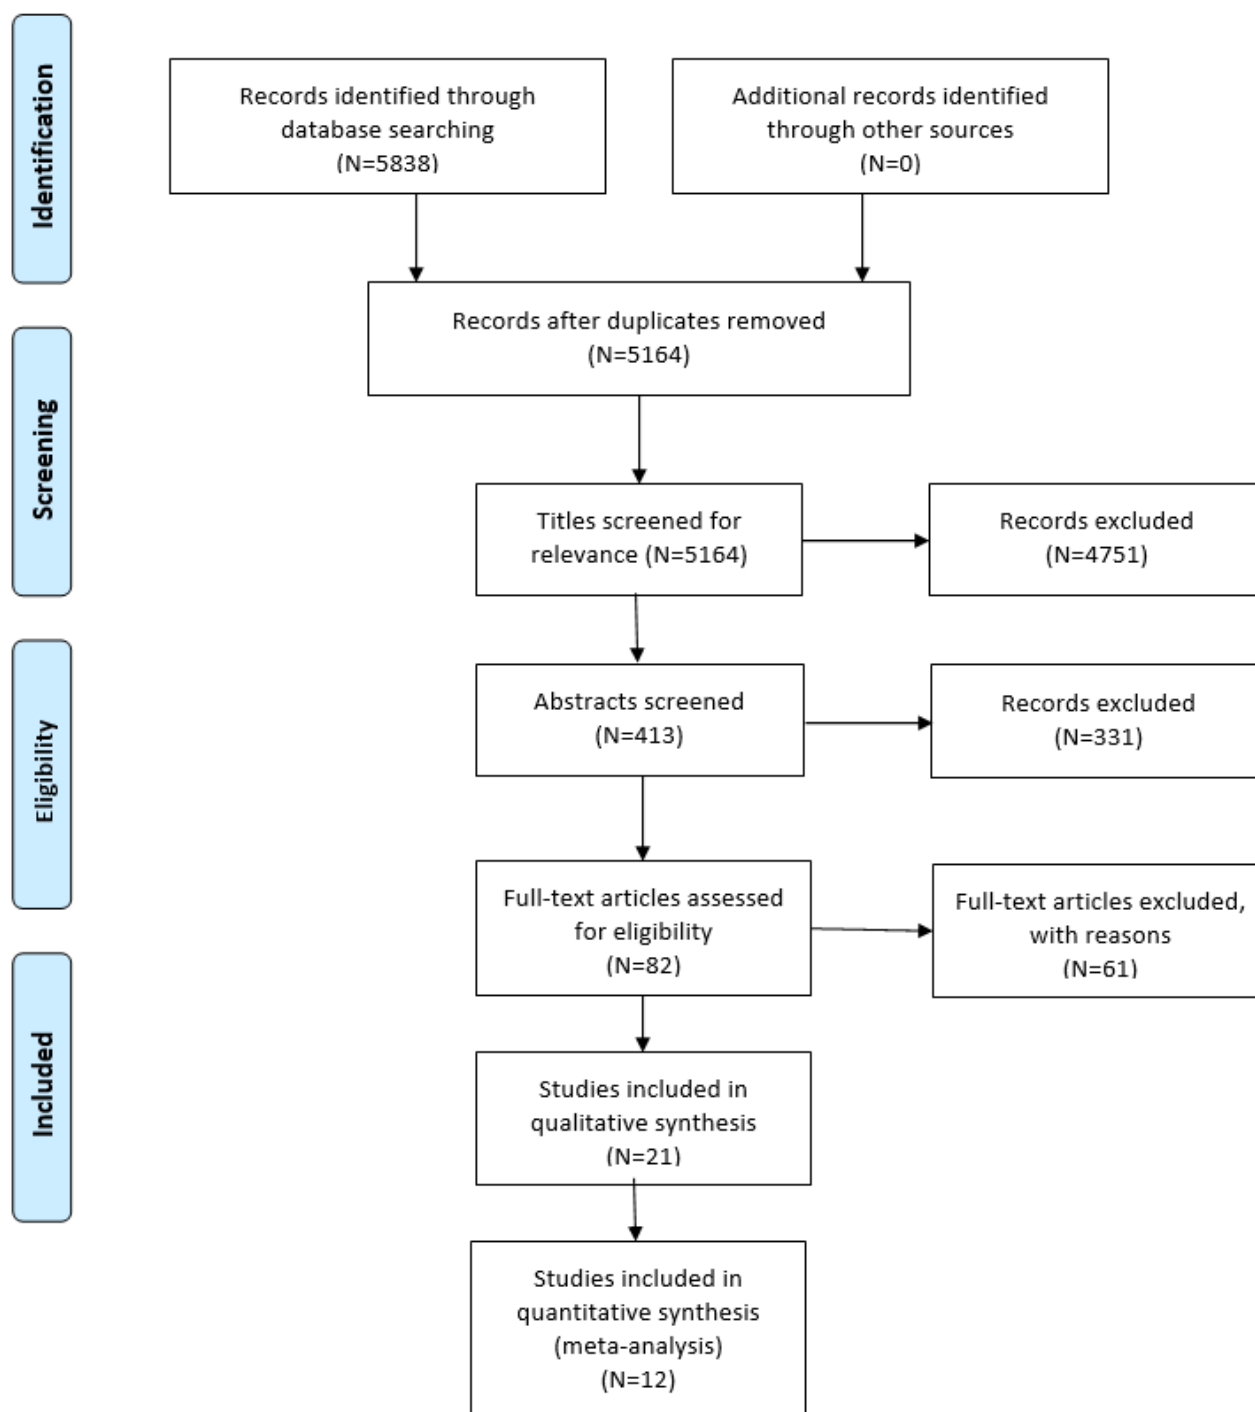 Identification
Records identified through
database searching
(N=5838)
Additional records identified
through other sources
(N=0)
Records after duplicates removed
(N=5164)
Screening
Titles screened for
relevance (N=5164)
Records excluded
(N=4751)
Eligibility
Abstracts screened
(N=413)
Records excluded
(N=331)
Full-text articles assessed
for eligibility
(N=82)
Full-text articles excluded,
with reasons
(N=61)
Included
Studies included in
qualitative synthesis
(N=21)
Studies included in
quantitative synthesis
(meta-analysis)
(N=12)